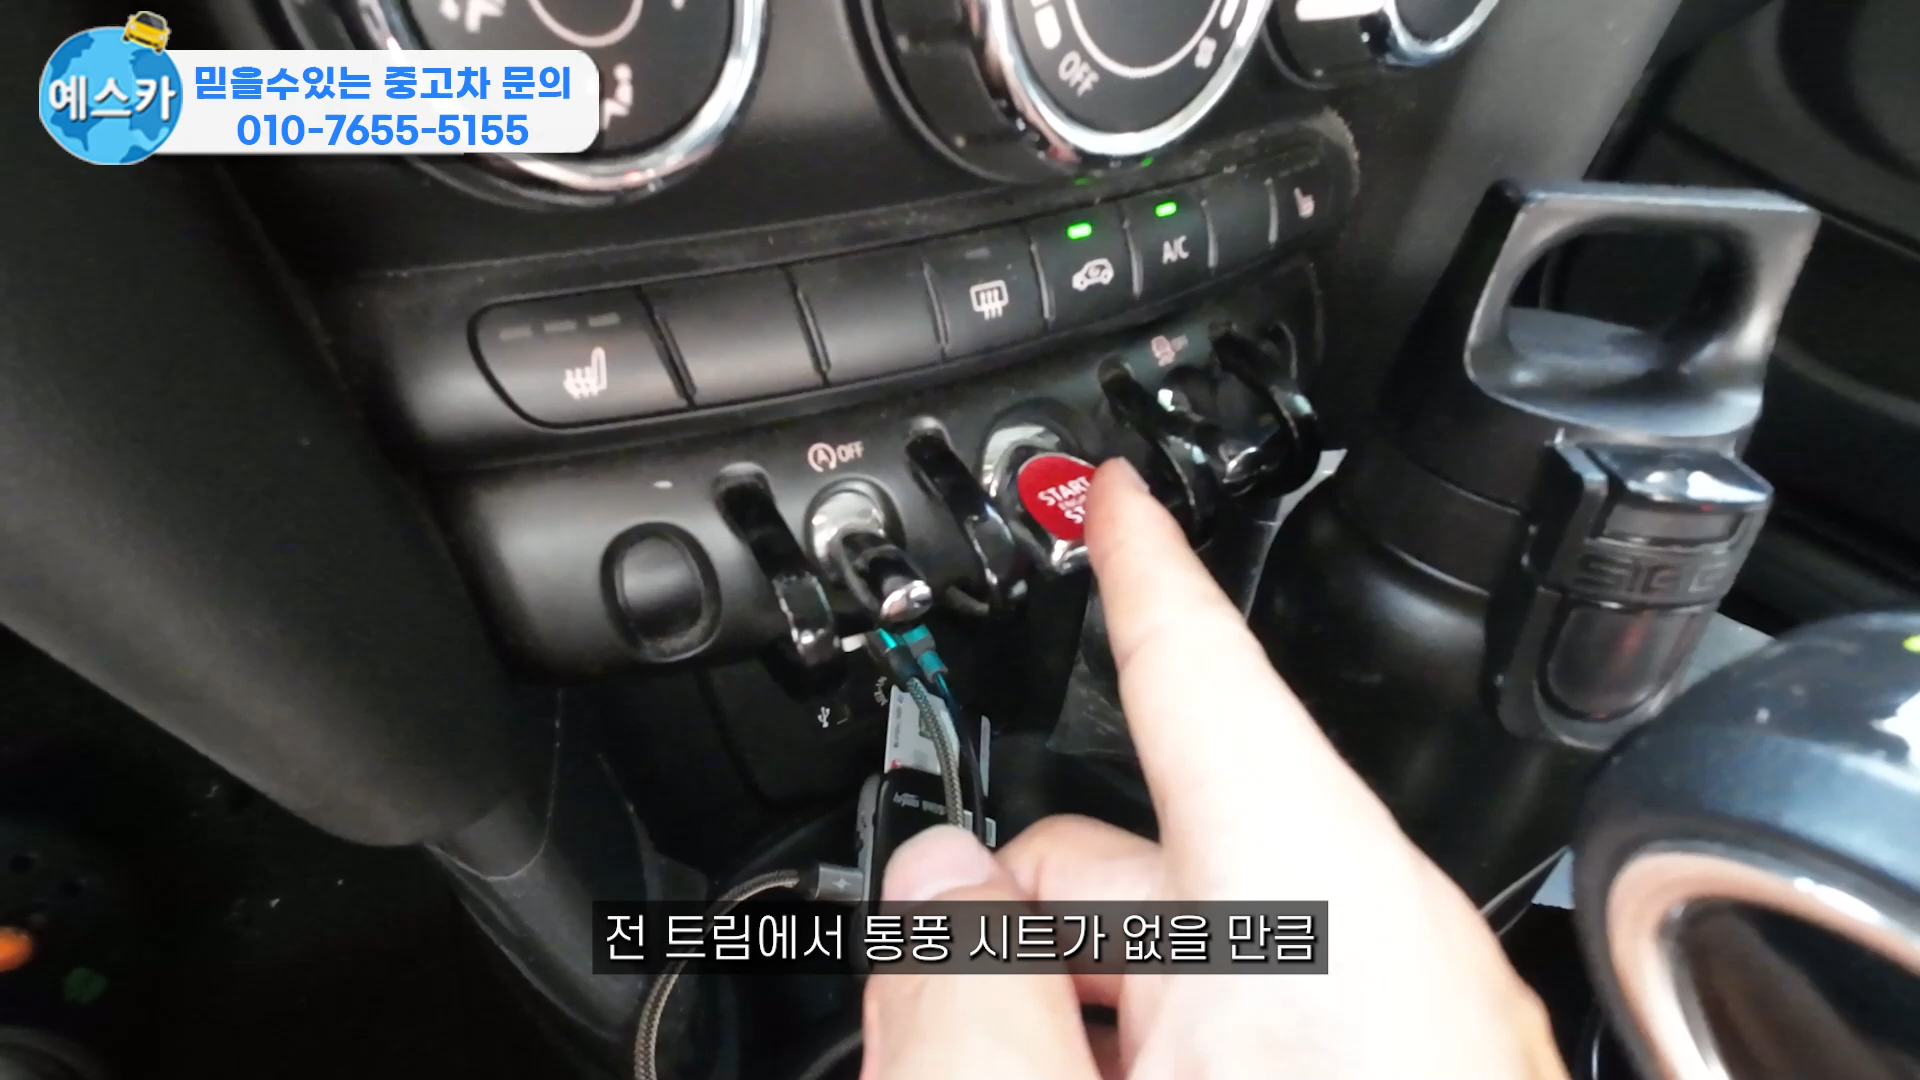 예스카
믿을수있는 중고차 문의
010-7655-5155
OFF
A/C
A OFF
START
전 트림에서 통풍 시트가 없을 만큼